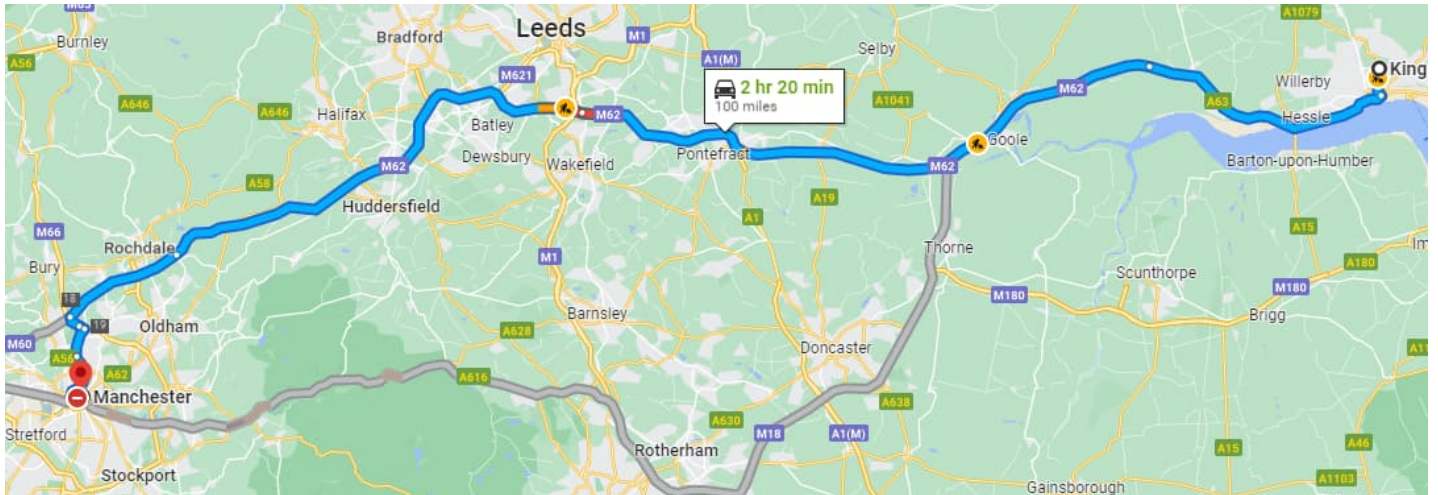 M65
Burnley
A56
A646
A646
Halifax
Bradford
Leeds
M1
M621
A1(M)
Selby
A1079
2 hr 20 min
100 miles
A1041
M62
Willerby
King
A63
Hessle
Batley
M62
Dewsbury
Wakefield
Pontefract
Goole
Barton-upon-Humber
M62
A58
M62
Huddersfield
A19
A1
A15
M66
Rochdale
Bury
M1
Thorne
Scunthorpe
Im
A180
18
M180
M180
19
Oldham
Barnsley
Brigg
M60
A628
A56
A62
Doncaster
A11
Manchester
A616
A638
A630
Stretford
M18
A1(M)
A46
Rotherham
A15
Stockport
Gainsborough
A1103